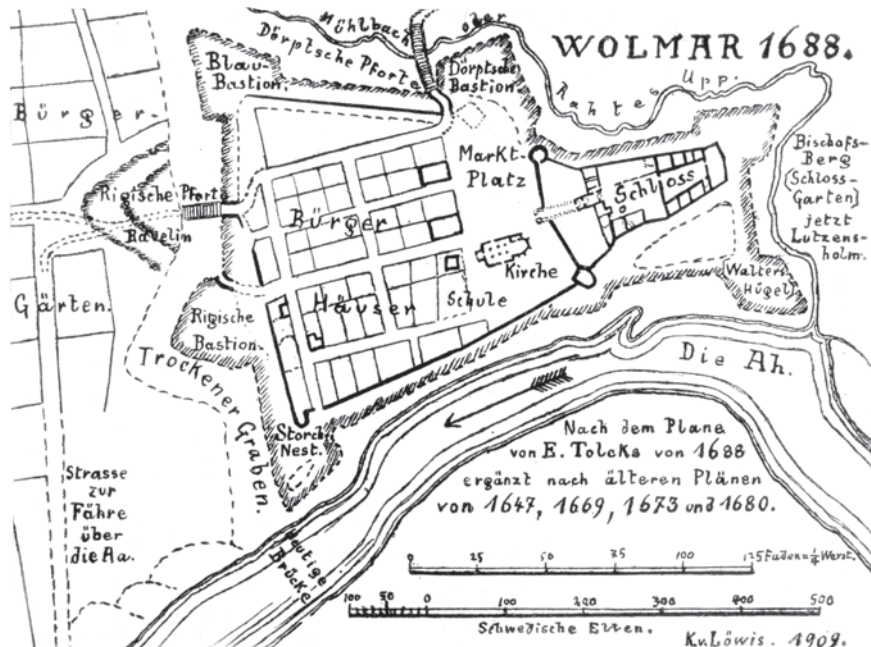 WOLMAR 1688.
Mühlbach oder
Rahtes Upp.
Dörptsche Pforte
Blau-
Bastion.
Dörptsche
Bastion
Bürger-
Gärten.
Rigische Pforte
Ravelin
Markt-
Platz
Schloss
Bischofs-
Berg
(Schloss-
Garten)
jetzt
Lutzens-
holm.
Bürger
Häuser
Kirche
Schule
Walters
Hügel
Rigische
Bastion.
Trockener Graben.
Storch-
Nest.
Die Ah.
Strasse
zur
Fähre
über
die Aa.
heutige
Brücke
Nach dem Plane
von E. Tolcks von 1688
ergänzt nach älteren Plänen
von 1647, 1669, 1673 und 1680.
0 25 50 75 100 125 Faden=¼ Werst.
100 50 0 100 200 300 400 500
Schwedische Ellen.
K.v.Löwis. 1909.